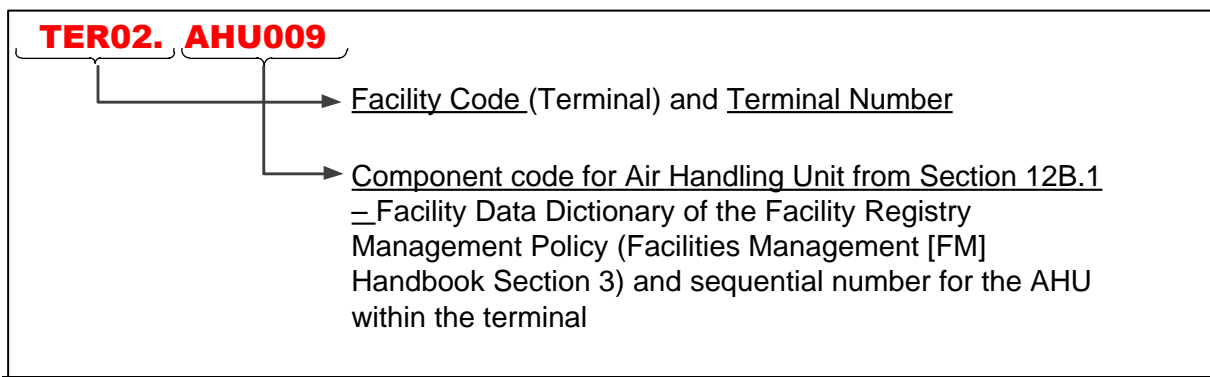 TER02. AHU009
Facility Code (Terminal) and Terminal Number
Component code for Air Handling Unit from Section 12B.1
– Facility Data Dictionary of the Facility Registry
Management Policy (Facilities Management [FM]
Handbook Section 3) and sequential number for the AHU
within the terminal